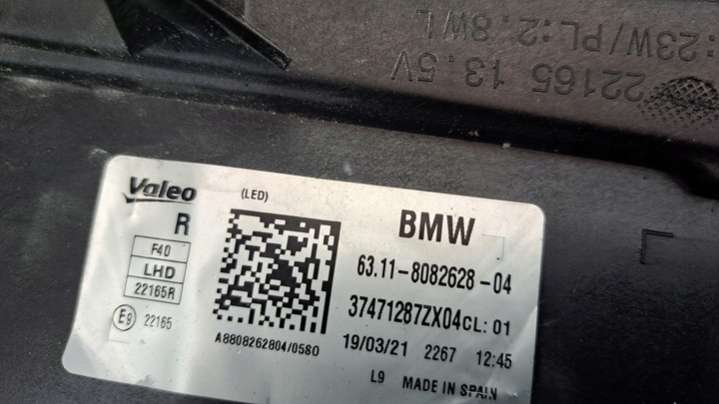 :23W/PL:2.8W L
22165 13.5V
Valeo
(LED)
BMW
R
F40
LHD
22165R
63.11-8082628-04
37471287ZX04CL:01
E9 22165
A8808262804/0580
19/03/21 2267 12:45
L9 MADE IN SPAIN
L